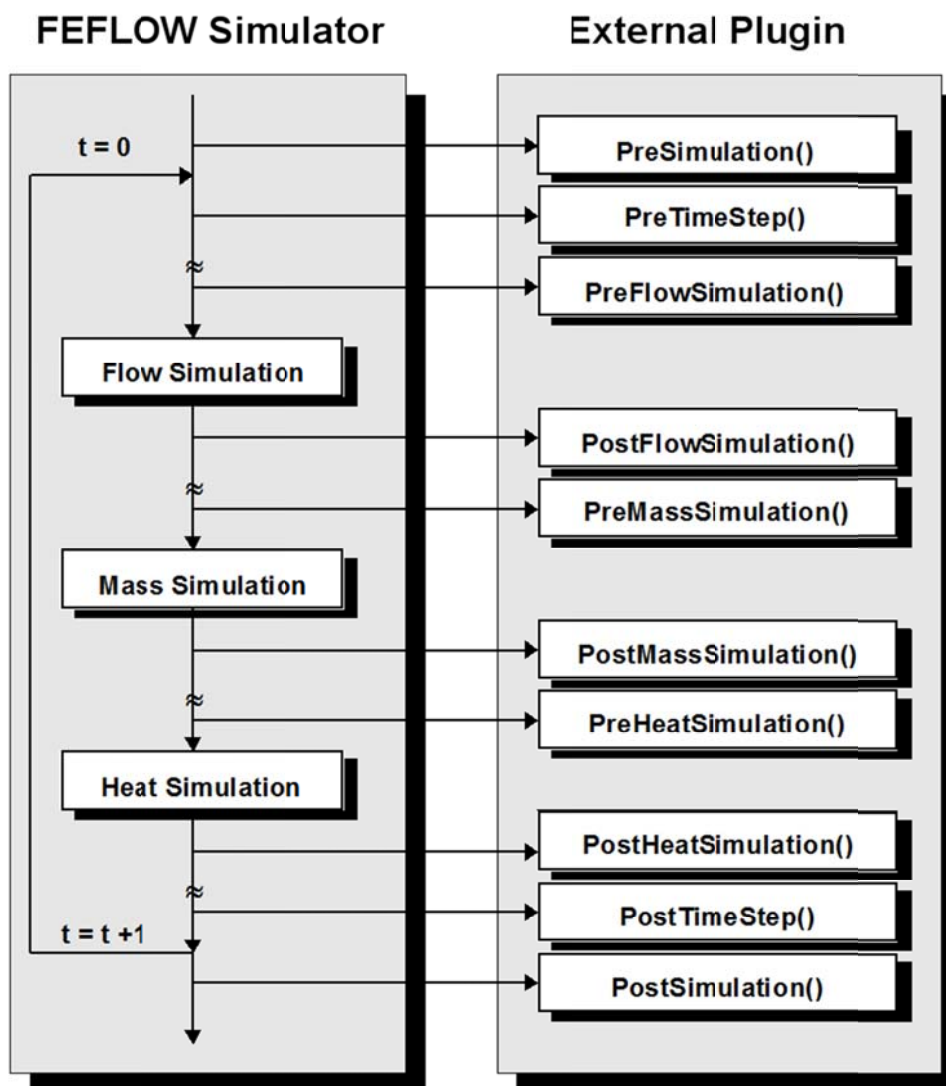 FEFLOW Simulator
External Plugin
t = 0
PreSimulation()
PreTimeStep()
≈
PreFlowSimulation()
Flow Simulation
PostFlowSimulation()
≈
PreMassSimulation()
Mass Simulation
PostMassSimulation()
≈
PreHeatSimulation()
Heat Simulation
PostHeatSimulation()
≈
PostTimeStep()
t = t +1
PostSimulation()